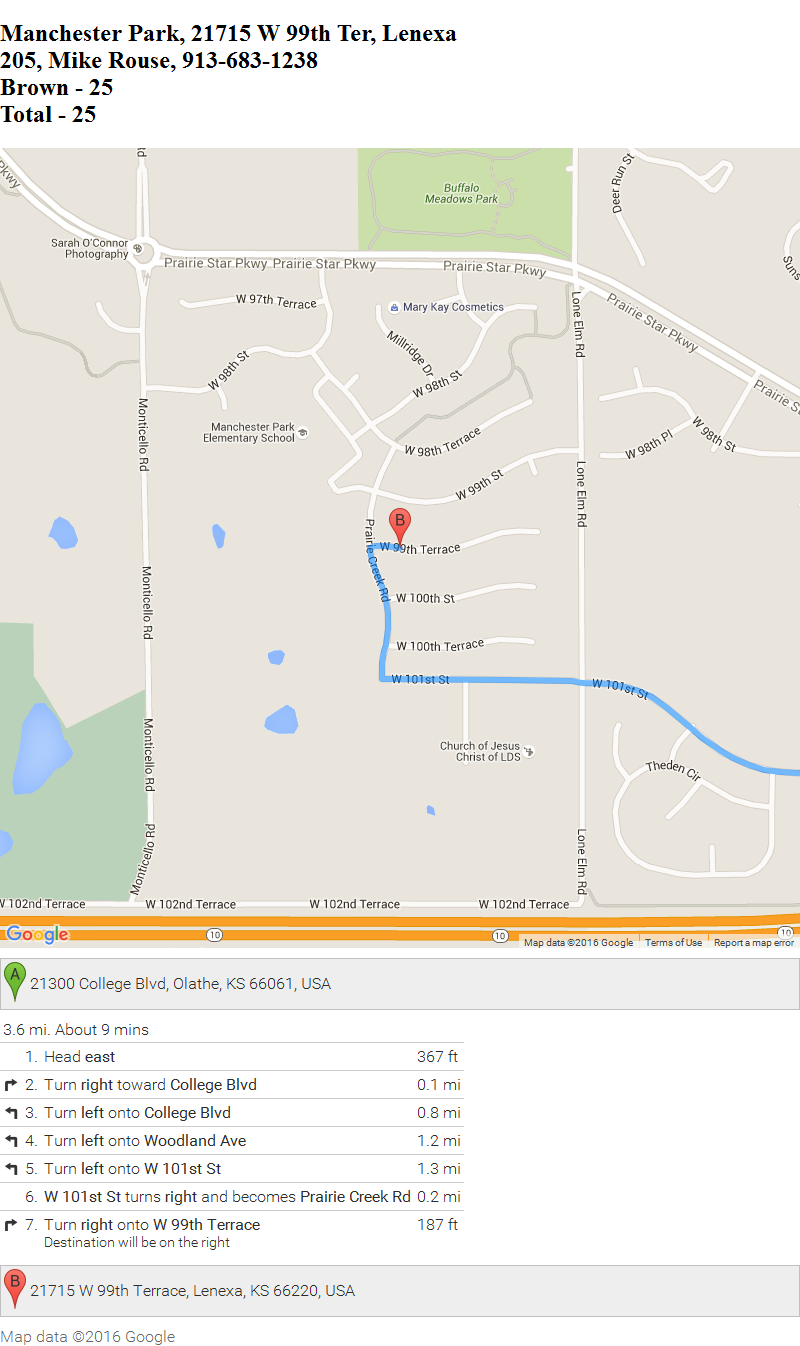 Manchester Park, 21715 W 99th Ter, Lenexa
205, Mike Rouse, 913-683-1238
Brown - 25
Total - 25
Pkwy
Rd
Buffalo
Meadows Park
Deer Run St
Sarah O'Connor
Photography
Prairie Star Pkwy
Prairie Star Pkwy
Prairie Star Pkwy
Suns
W 97th Terrace
Mary Kay Cosmetics
Lone Elm Rd
Prairie Star Pkwy
Millridge Dr
W 98th St
W 98th St
Prairie S
Monticello Rd
Manchester Park
Elementary School
W 98th Terrace
W 98th Pl
W 98th St
W 99th St
Lone Elm Rd
B
Prairie Creek Rd
W 99th Terrace
Monticello Rd
W 100th St
W 100th Terrace
W 101st St
W 101st St
Monticello Rd
Church of Jesus
Christ of LDS
Theden Cir
Monticello Rd
Lone Elm Rd
W 102nd Terrace
W 102nd Terrace
W 102nd Terrace
W 102nd Terrace
Google
10
10
10
Map data ©2016 Google
Terms of Use
Report a map error
A
21300 College Blvd, Olathe, KS 66061, USA
3.6 mi. About 9 mins
1. Head east 367 ft
2. Turn right toward College Blvd 0.1 mi
3. Turn left onto College Blvd 0.8 mi
4. Turn left onto Woodland Ave 1.2 mi
5. Turn left onto W 101st St 1.3 mi
6. W 101st St turns right and becomes Prairie Creek Rd 0.2 mi
7. Turn right onto W 99th Terrace 187 ft
Destination will be on the right
B
21715 W 99th Terrace, Lenexa, KS 66220, USA
Map data ©2016 Google